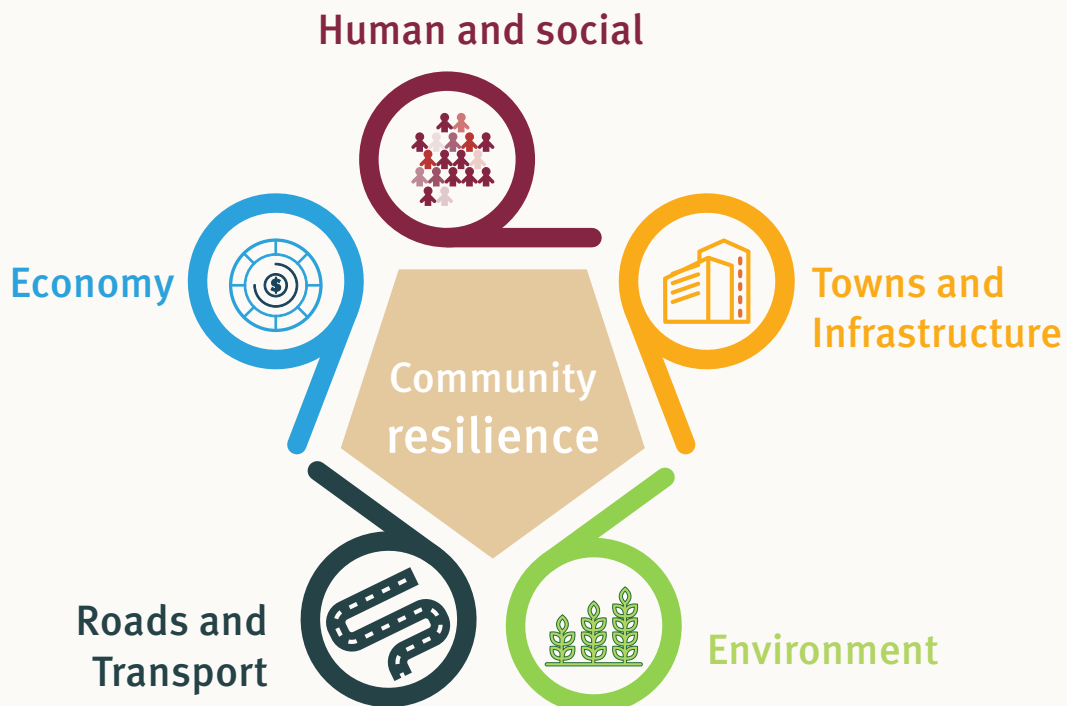 Human and social
Economy
$
Towns and
Infrastructure
Community
resilience
Roads and
Transport
Environment